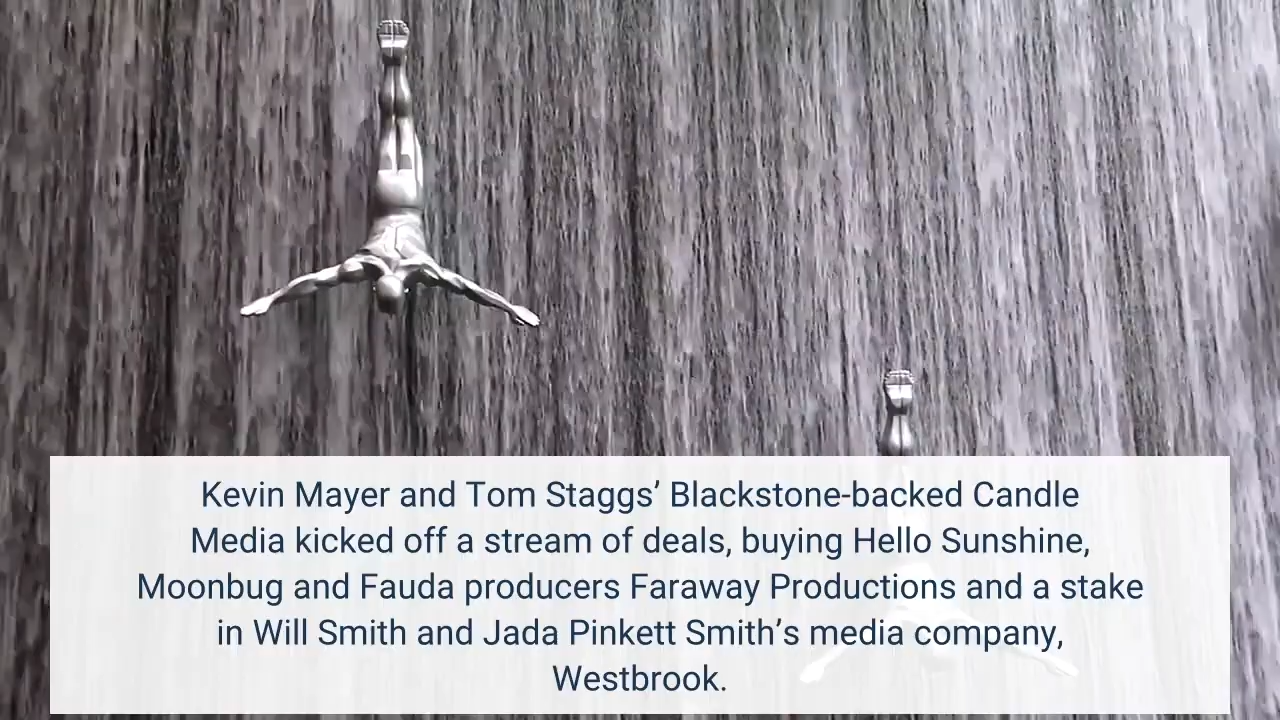 Kevin Mayer and Tom Staggs’ Blackstone-backed Candle
Media kicked off a stream of deals, buying Hello Sunshine,
Moonbug and Fauda producers Faraway Productions and a stake
in Will Smith and Jada Pinkett Smith’s media company,
Westbrook.